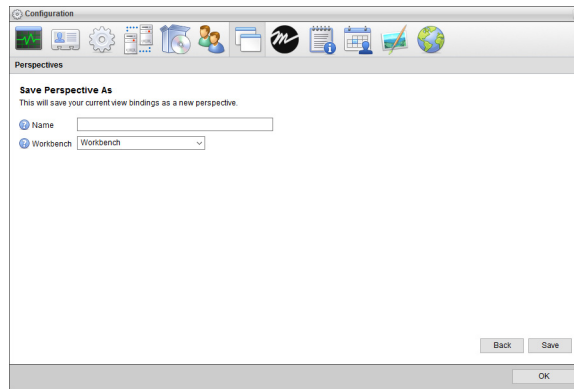 Configuration
Perspectives
Save Perspective As
This will save your current view bindings as a new perspective.
Name
Workbench Workbench
Back Save
OK